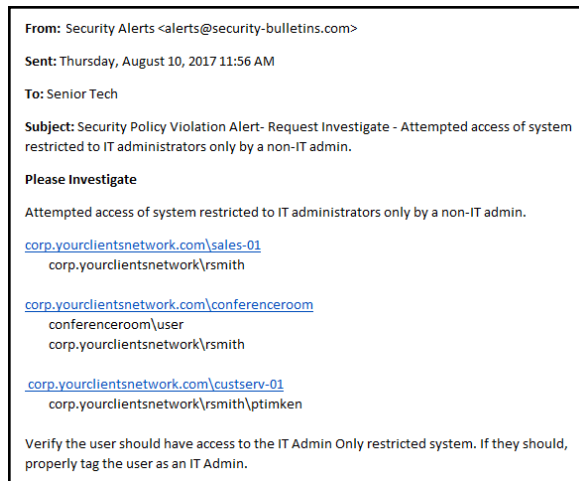 From: Security Alerts <alerts@security-bulletins.com>
Sent: Thursday, August 10, 2017 11:56 AM
To: Senior Tech
Subject: Security Policy Violation Alert- Request Investigate - Attempted access of system
restricted to IT administrators only by a non-IT admin.
Please Investigate
Attempted access of system restricted to IT administrators only by a non-IT admin.
corp.yourclientsnetwork.com\sales-01
corp.yourclientsnetwork\rsmith
corp.yourclientsnetwork.com\conferenceroom
conferenceroom\user
corp.yourclientsnetwork\rsmith
corp.yourclientsnetwork.com\custserv-01
corp.yourclientsnetwork\rsmith\ptimken
Verify the user should have access to the IT Admin Only restricted system. If they should,
properly tag the user as an IT Admin.